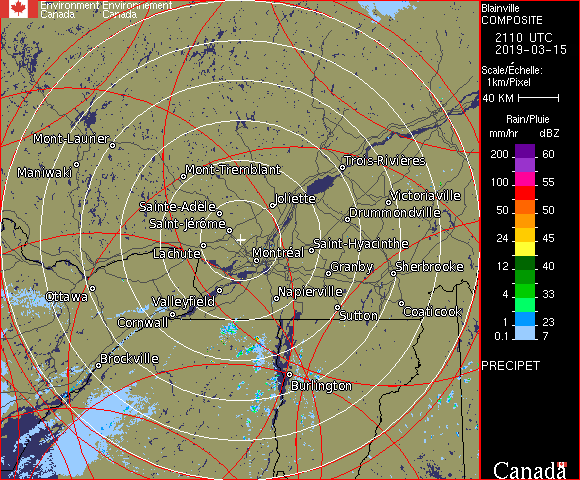 Environment Environnement
Canada Canada
Blainville
COMPOSITE
2110 UTC
2019-03-15
Scale/Échelle:
1km/Pixel
40 KM
Rain/Pluie
mm/hr dBZ
200 60
100 55
50 50
24 45
12 40
4 33
1 23
0.1 7
PRECIPET
Canada
Mont-Laurier
Maniwaki
Mont-Tremblant
Trois-Rivières
Joliette
Victoriaville
Sainte-Adèle
Drummondville
Saint-Jérôme
Lachute
Montréal
Saint-Hyacinthe
Granby
Sherbrooke
Ottawa
Valleyfield
Napierville
Cornwall
Sutton
Coaticook
Brockville
Burlington